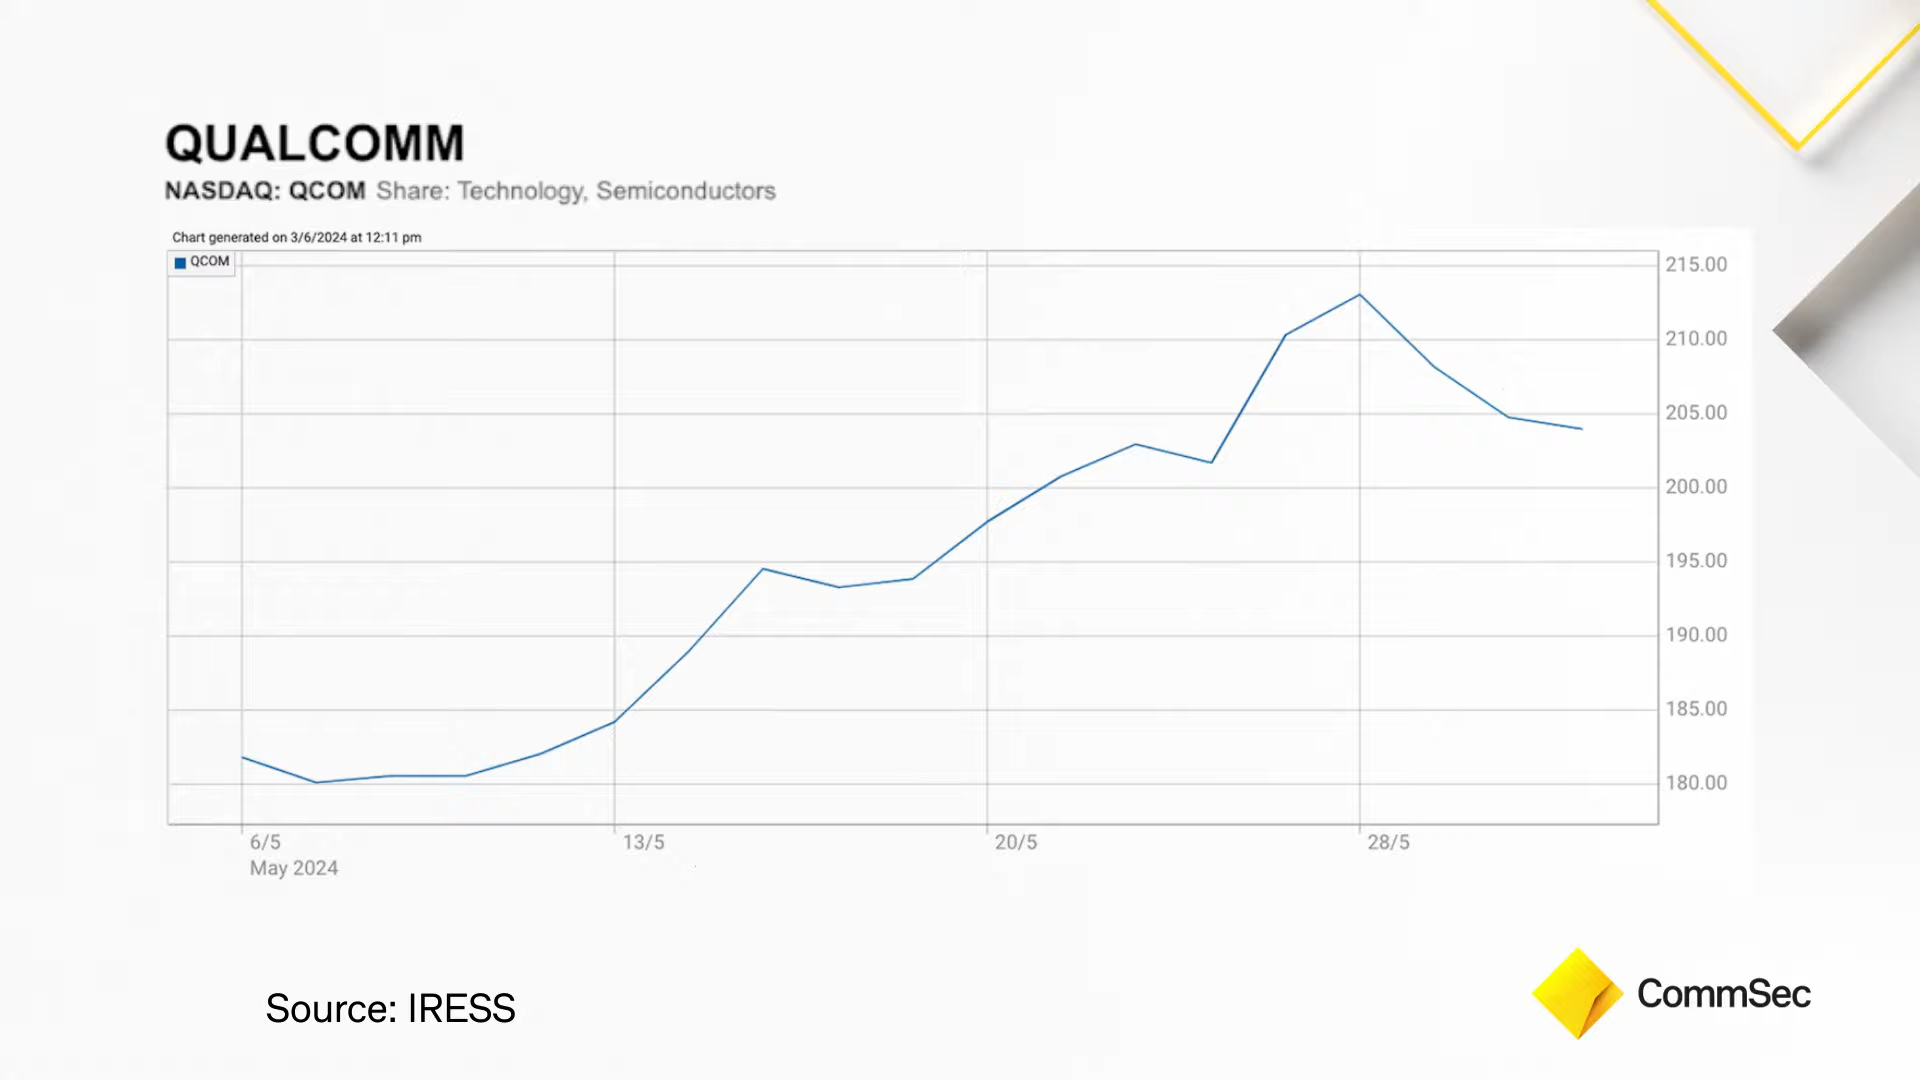 QUALCOMM
NASDAQ: QCOM Share: Technology, Semiconductors
Chart generated on 3/6/2024 at 12:11 pm
QCOM
215.00
210.00
205.00
200.00
195.00
190.00
185.00
180.00
6/5 13/5 20/5 28/5
May 2024
Source: IRESS
CommSec